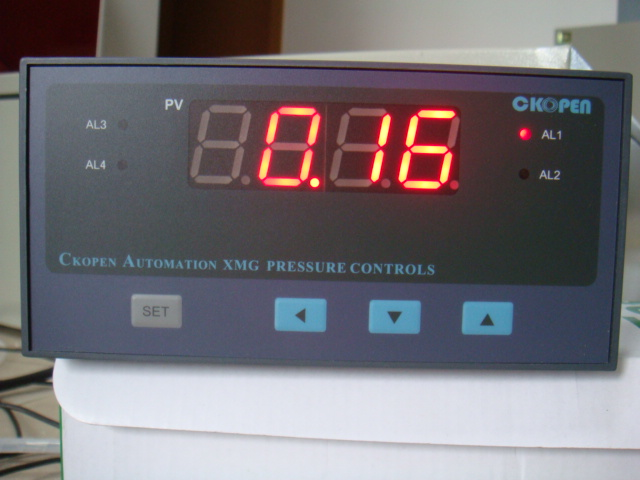 PV
CKOPEN
AL3
0.16
AL1
AL4
AL2
CKOPEN AUTOMATION XMG PRESSURE CONTROLS
SET